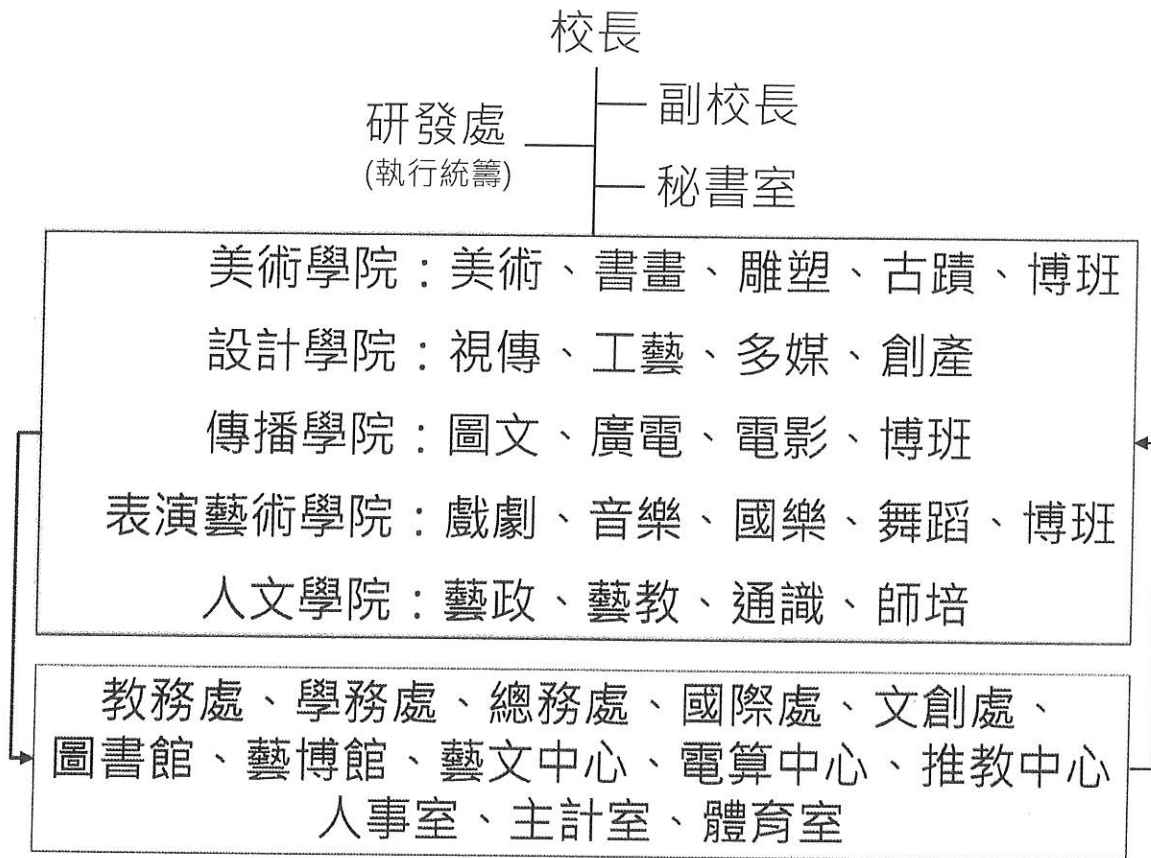 校長
副校長
研發處
(執行統籌)
秘書室
美術學院：美術、書畫、雕塑、古蹟、博班
設計學院：視傳、工藝、多媒、創產
傳播學院：圖文、廣電、電影、博班
表演藝術學院：戲劇、音樂、國樂、舞蹈、博班
人文學院：藝政、藝教、通識、師培
教務處、學務處、總務處、國際處、文創處、
圖書館、藝博館、藝文中心、電算中心、推教中心
人事室、主計室、體育室